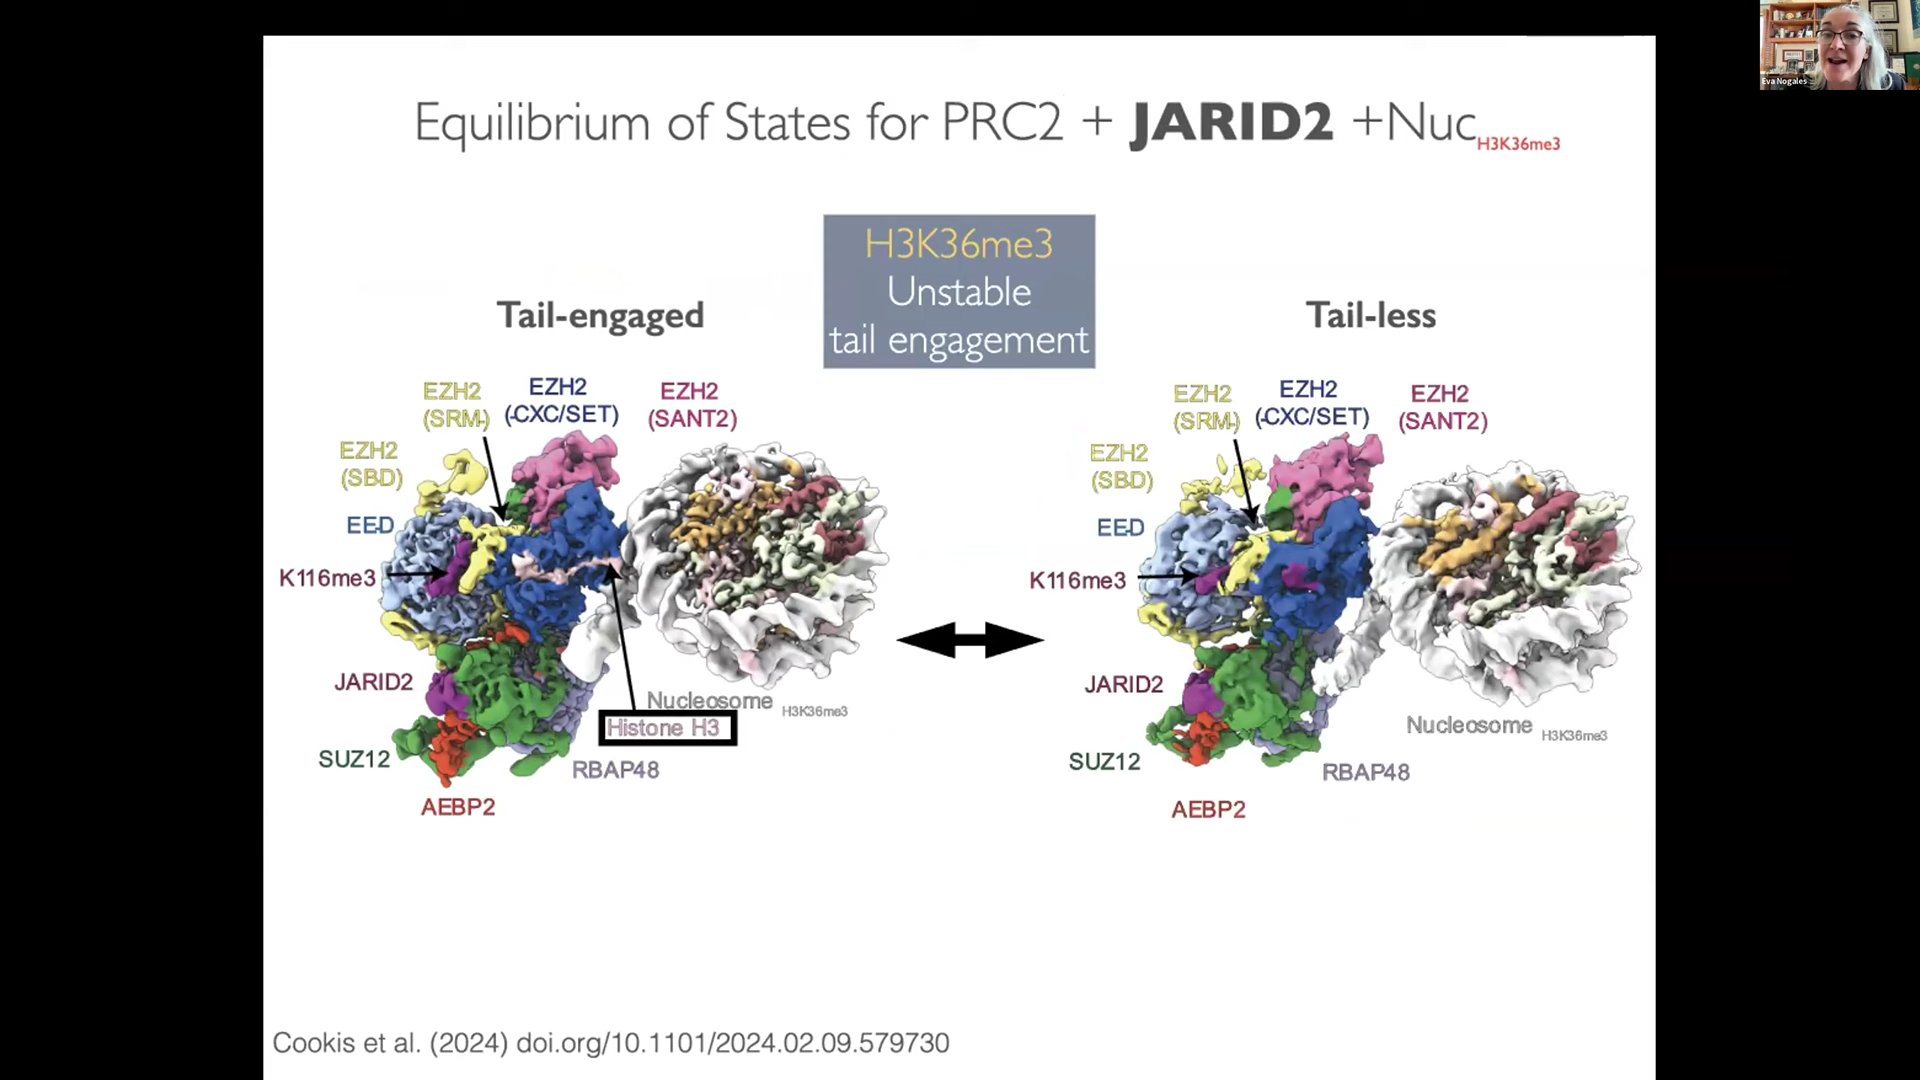 Eva Nogales
Equilibrium of States for PRC2 + JARID2 +Nuc H3K36me3
H3K36me3
Unstable
tail engagement
Tail-engaged
EZH2
(SRM-)
EZH2
(-CXC/SET)
EZH2
(SANT2)
EZH2
(SBD)
EED
K116me3
JARID2
SUZ12
AEBP2
RBAP48
Nucleosome H3K36me3
Histone H3
Tail-less
EZH2
(SRM-)
EZH2
(-CXC/SET)
EZH2
(SANT2)
EZH2
(SBD)
EED
K116me3
JARID2
SUZ12
AEBP2
RBAP48
Nucleosome H3K36me3
Cookis et al. (2024) doi.org/10.1101/2024.02.09.579730